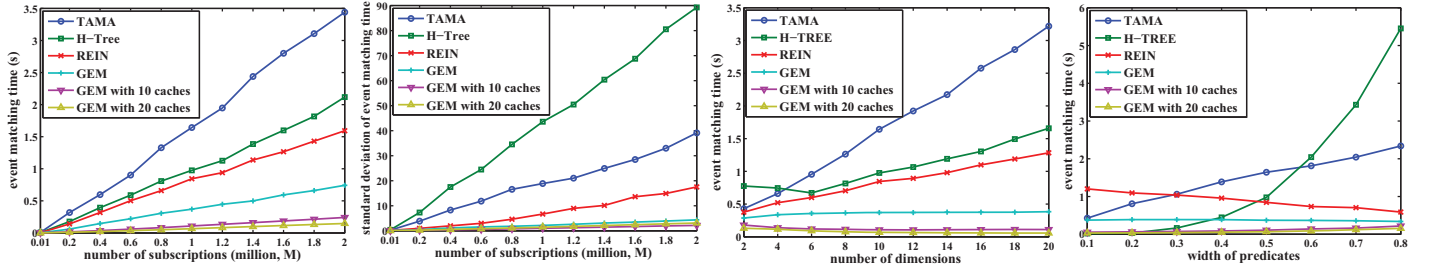 event matching time (s)
3.5
3
2.5
2
1.5
1
0.5
0.01
TAMA
H−Tree
REIN
GEM
GEM with 10 caches
GEM with 20 caches
0.01 0.2 0.4 0.6 0.8 1 1.2 1.4 1.6 1.8 2
number of subscriptions (million, M)
standard deviation of event matching time
90
80
70
60
50
40
30
20
10
0
TAMA
H−Tree
REIN
GEM
GEM with 10 caches
GEM with 20 caches
0.01 0.2 0.4 0.6 0.8 1 1.2 1.4 1.6 1.8 2
number of subscriptions (million, M)
event matching time (s)
3.5
3
2.5
2
1.5
1
0.5
0
TAMA
H−TREE
REIN
GEM
GEM with 10 caches
GEM with 20 caches
2 4 6 8 10 12 14 16 18 20
number of dimensions
event matching time (s)
6
5
4
3
2
1
0
TAMA
H−TREE
REIN
GEM
GEM with 10 caches
GEM with 20 caches
0.1 0.2 0.3 0.4 0.5 0.6 0.7 0.8
width of predicates